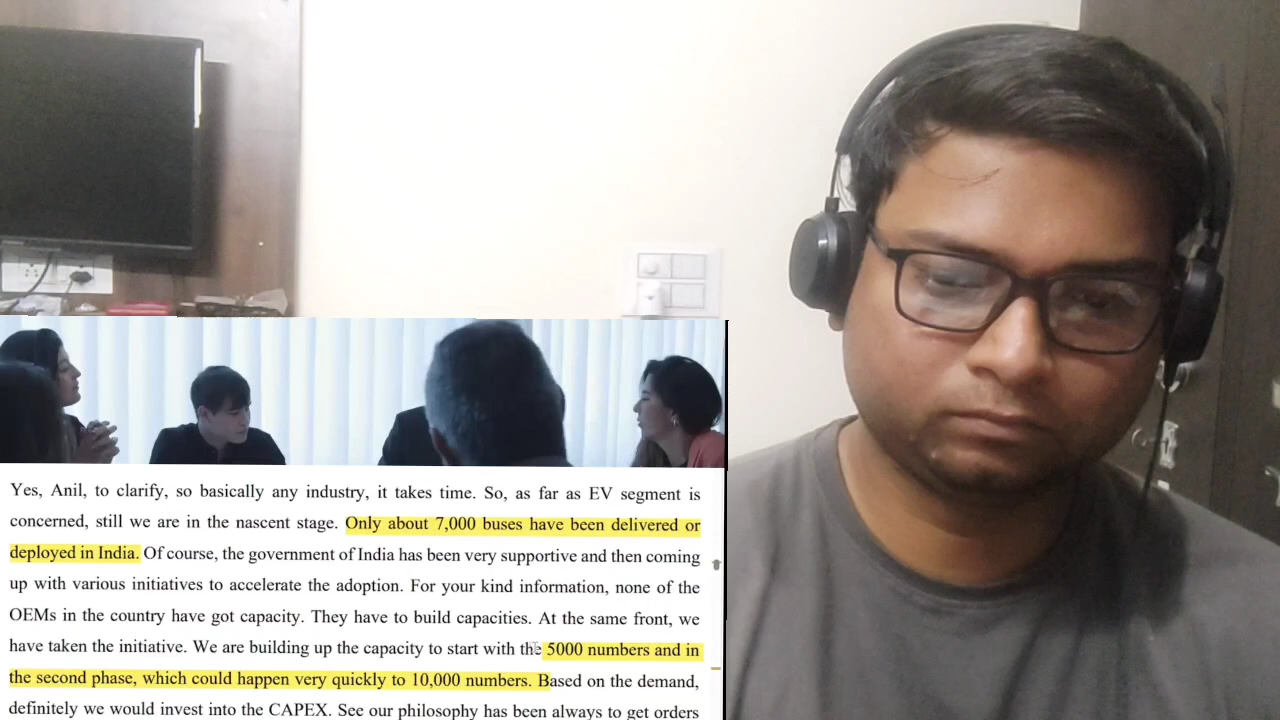 Yes, Anil, to clarify, so basically any industry, it takes time. So, as far as EV segment is
concerned, still we are in the nascent stage. Only about 7,000 buses have been delivered or
deployed in India. Of course, the government of India has been very supportive and then coming
up with various initiatives to accelerate the adoption. For your kind information, none of the
OEMs in the country have got capacity. They have to build capacities. At the same front, we
have taken the initiative. We are building up the capacity to start with the 5000 numbers and in
the second phase, which could happen very quickly to 10,000 numbers. Based on the demand,
definitely we would invest into the CAPEX. See our philosophy has been always to get orders